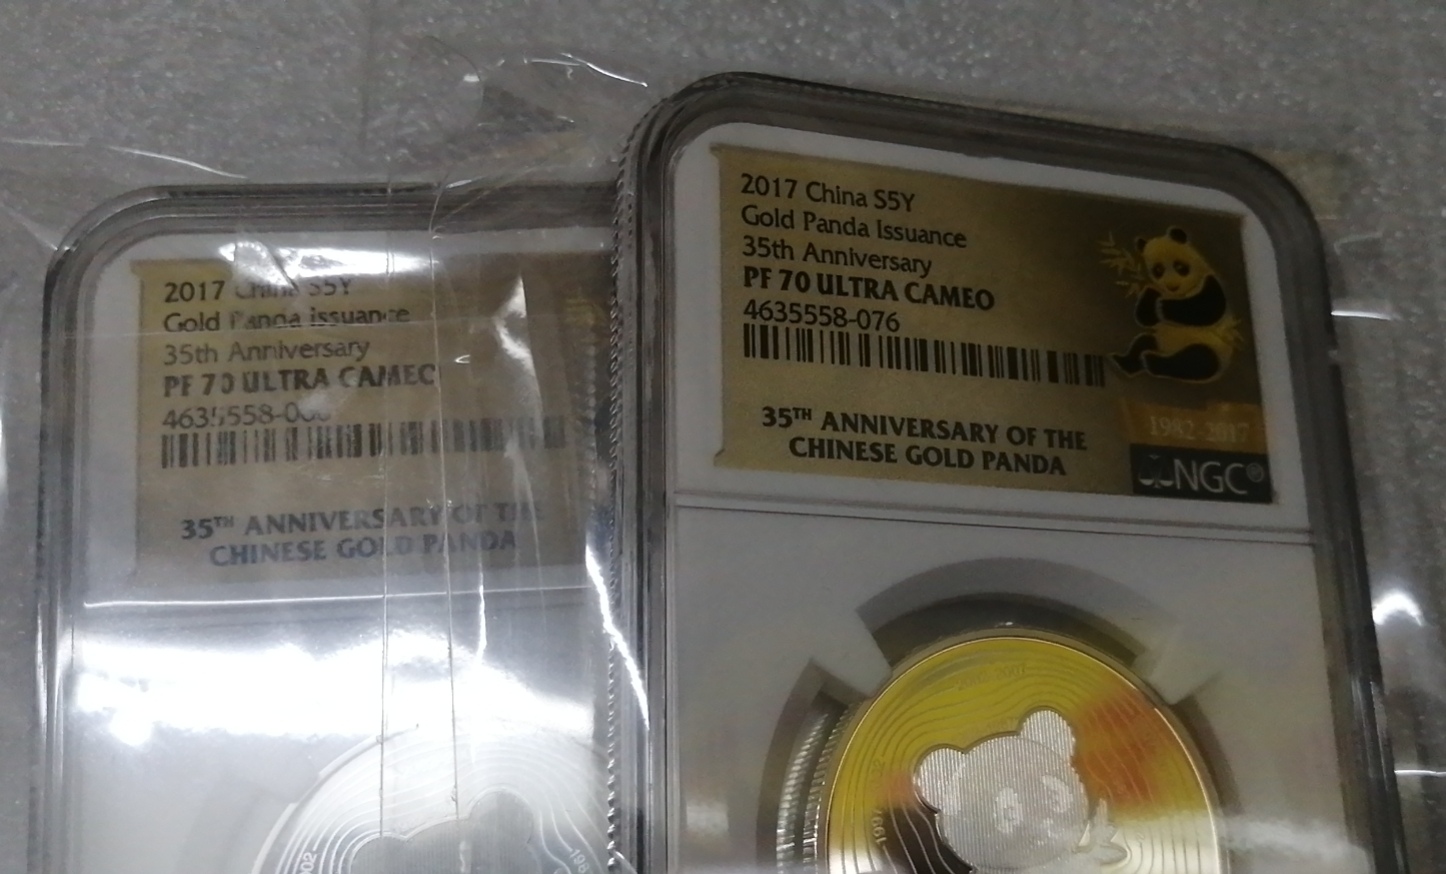 2017 China S5Y
Gold Panda Issuance
35th Anniversary
PF 70 ULTRA CAMEO
35TH ANNIVERSARY OF THE
CHINESE GOLD PANDA
2017 China S5Y
Gold Panda Issuance
35th Anniversary
PF 70 ULTRA CAMEO
4635558-076
35TH ANNIVERSARY OF THE
CHINESE GOLD PANDA
1982-2017
NGC®
1997